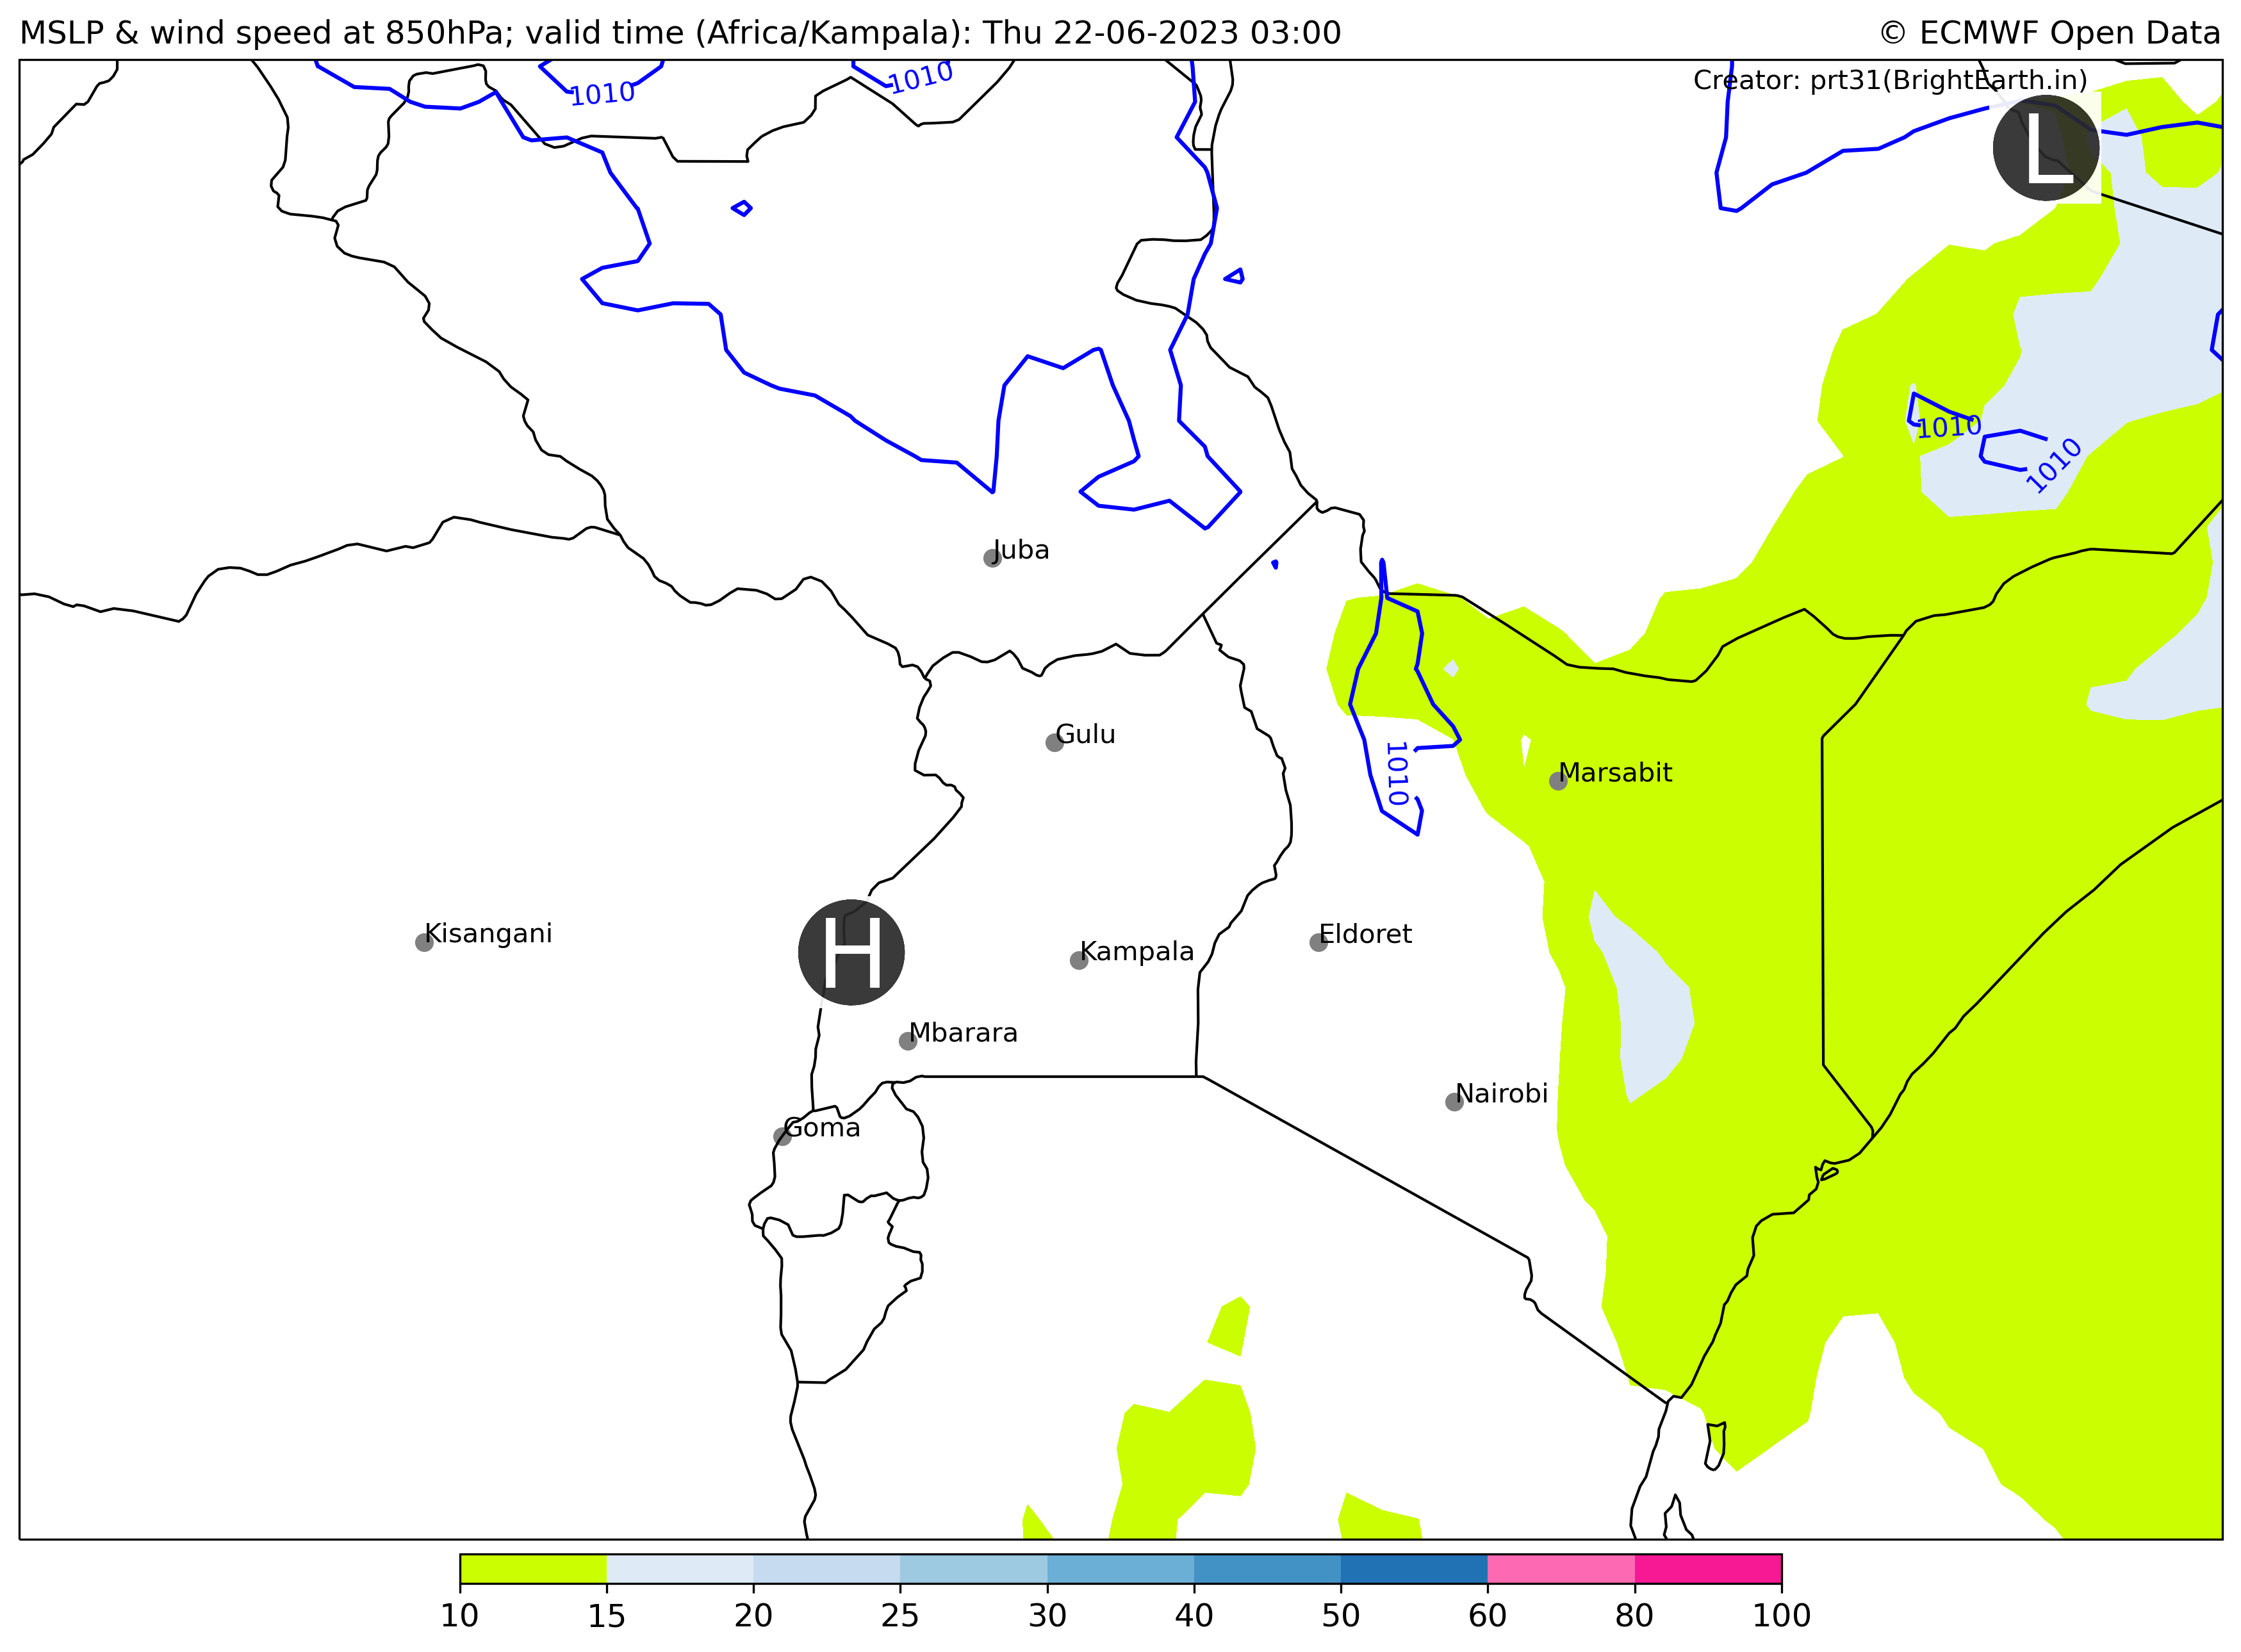 MSLP & wind speed at 850hPa; valid time (Africa/Kampala): Thu 22-06-2023 03:00
© ECMWF Open Data
Creator: prt31(BrightEarth.in)
1010
1010
L
1010
1010
Juba
Gulu
1010
Marsabit
Kisangani
H
Kampala
Eldoret
Mbarara
Nairobi
Goma
10 15 20 25 30 40 50 60 80 100